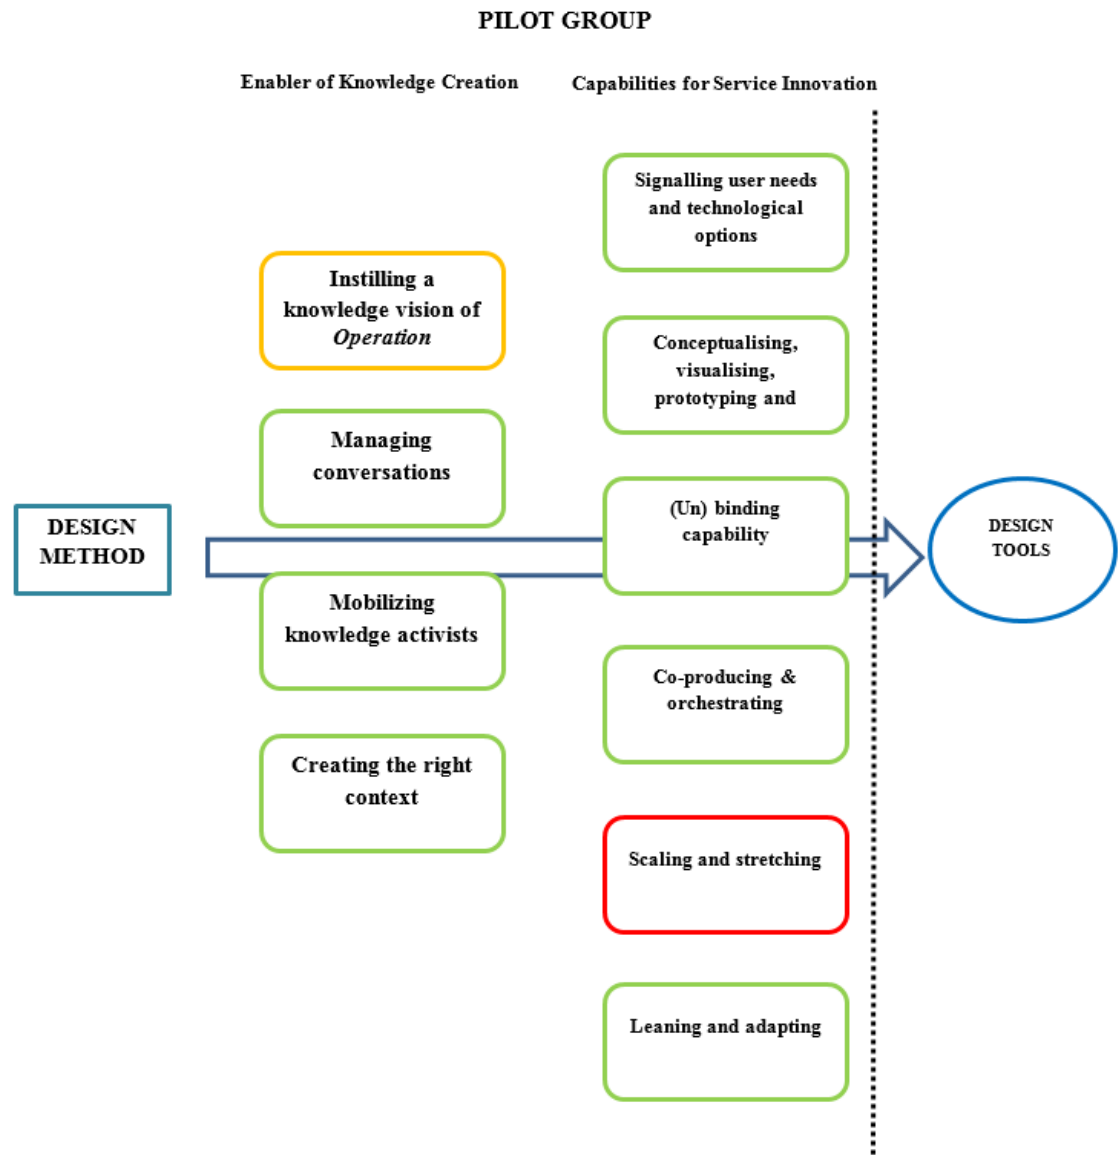 PILOT GROUP
Enabler of Knowledge Creation
Capabilities for Service Innovation
DESIGN
METHOD
Instilling a
knowledge vision of
Operation
Managing
conversations
Mobilizing
knowledge activists
Creating the right
context
Signalling user needs
and technological
options
Conceptualising,
visualising,
prototyping and
(Un) binding
capability
Co-producing &
orchestrating
Scaling and stretching
Leaning and adapting
DESIGN
TOOLS